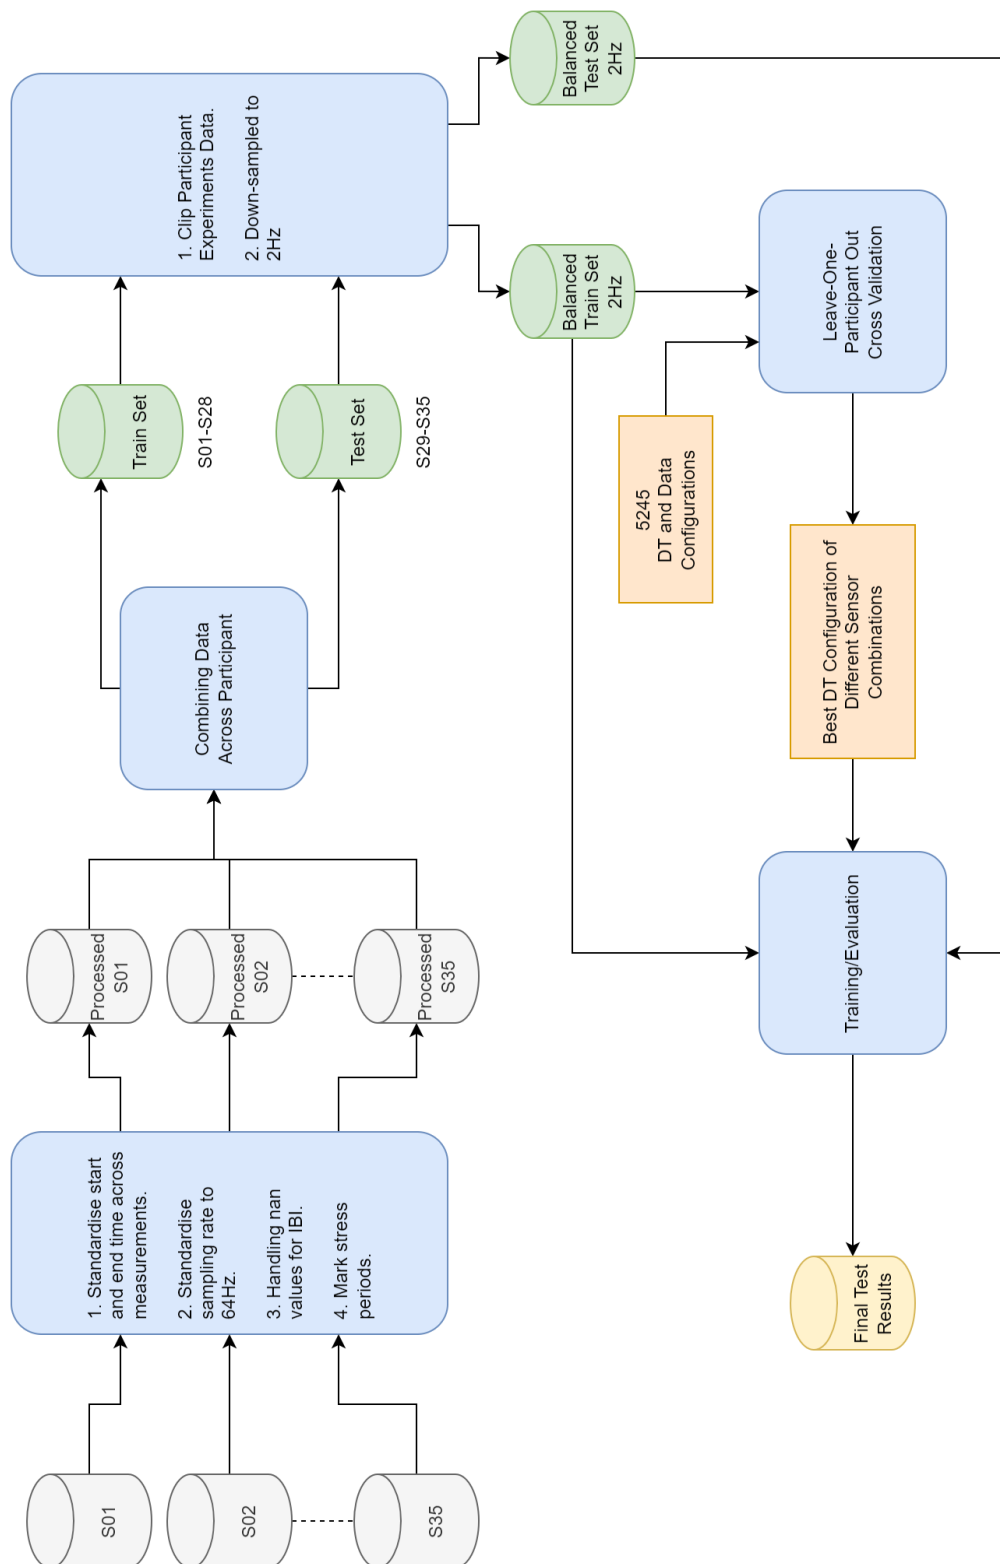 S01
S02
S35
1. Standardise start
and end time across
measurements.
2. Standardise
sampling rate to
64Hz.
3. Handling nan
values for IBI.
4. Mark stress
periods.
Processed
S01
Processed
S02
Processed
S35
Combining Data
Across Participant
Train Set
S01-S28
Test Set
S29-S35
1. Clip Participant
Experiments Data.
2. Down-sampled to
2Hz
Balanced
Train Set
2Hz
Balanced
Test Set
2Hz
5245
DT and Data
Configurations
Leave-One-
Participant Out
Cross Validation
Best DT Configuration of
Different Sensor
Combinations
Training/Evaluation
Final Test
Results